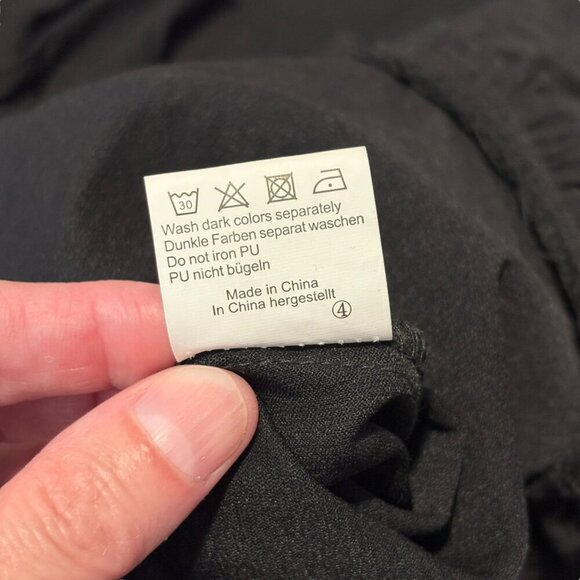 30
Wash dark colors separately
Dunkle Farben separat waschen
Do not iron PU
PU nicht bügeln
Made in China
In China hergestellt
④